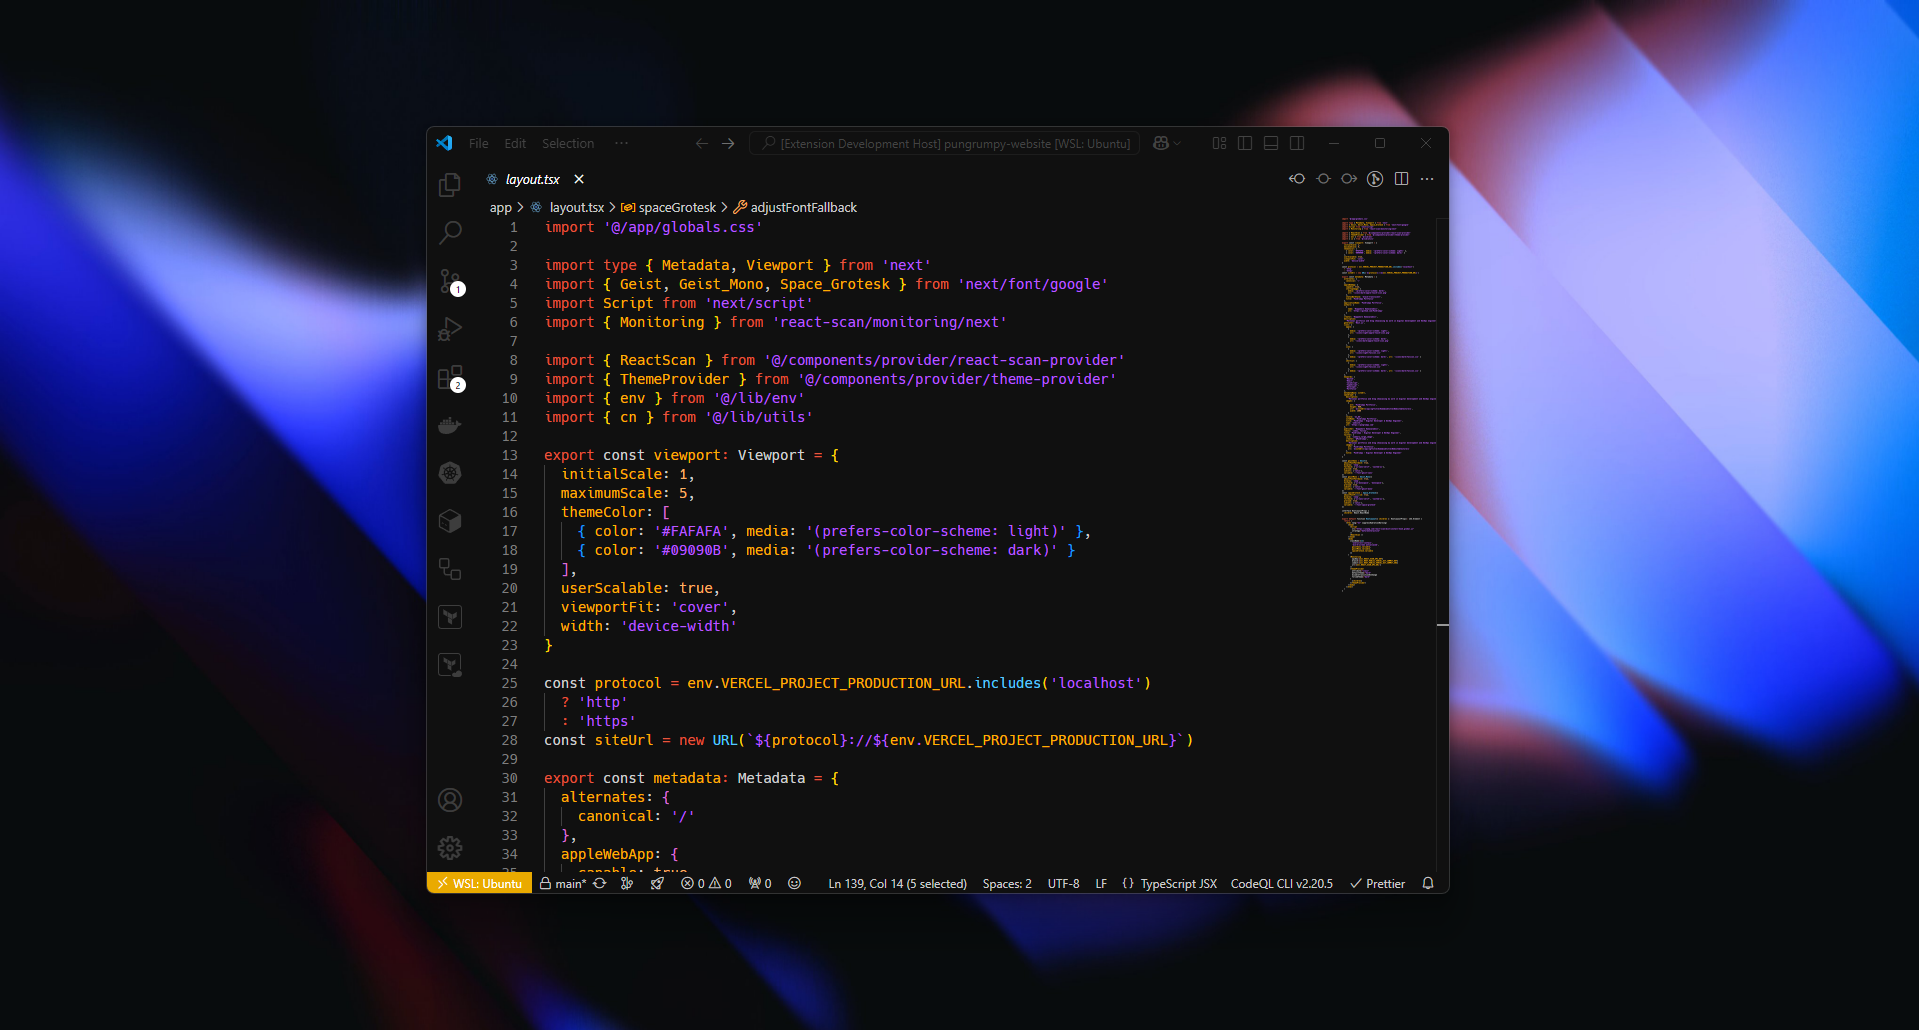 File Edit Selection ··· [Extension Development Host] pungrumpy-website [WSL: Ubuntu]
layout.tsx
app > layout.tsx > spaceGrotesk > adjustFontFallback
1 import '@/app/globals.css'
2
3 import type { Metadata, Viewport } from 'next'
4 import { Geist, Geist_Mono, Space_Grotesk } from 'next/font/google'
5 import Script from 'next/script'
6 import { Monitoring } from 'react-scan/monitoring/next'
7
8 import { ReactScan } from '@/components/provider/react-scan-provider'
9 import { ThemeProvider } from '@/components/provider/theme-provider'
10 import { env } from '@/lib/env'
11 import { cn } from '@/lib/utils'
12
13 export const viewport: Viewport = {
14 initialScale: 1,
15 maximumScale: 5,
16 themeColor: [
17 { color: '#FAFAFA', media: '(prefers-color-scheme: light)' },
18 { color: '#09090B', media: '(prefers-color-scheme: dark)' }
19 ],
20 userScalable: true,
21 viewportFit: 'cover',
22 width: 'device-width'
23 }
24
25 const protocol = env.VERCEL_PROJECT_PRODUCTION_URL.includes('localhost')
26 ? 'http'
27 : 'https'
28 const siteUrl = new URL(`${protocol}://${env.VERCEL_PROJECT_PRODUCTION_URL}`)
29
30 export const metadata: Metadata = {
31 alternates: {
32 canonical: '/'
33 },
34 appleWebApp: {
1
2
WSL: Ubuntu main* 0 0 0 Ln 139, Col 14 (5 selected) Spaces: 2 UTF-8 LF {} TypeScript JSX CodeQL CLI v2.20.5 Prettier